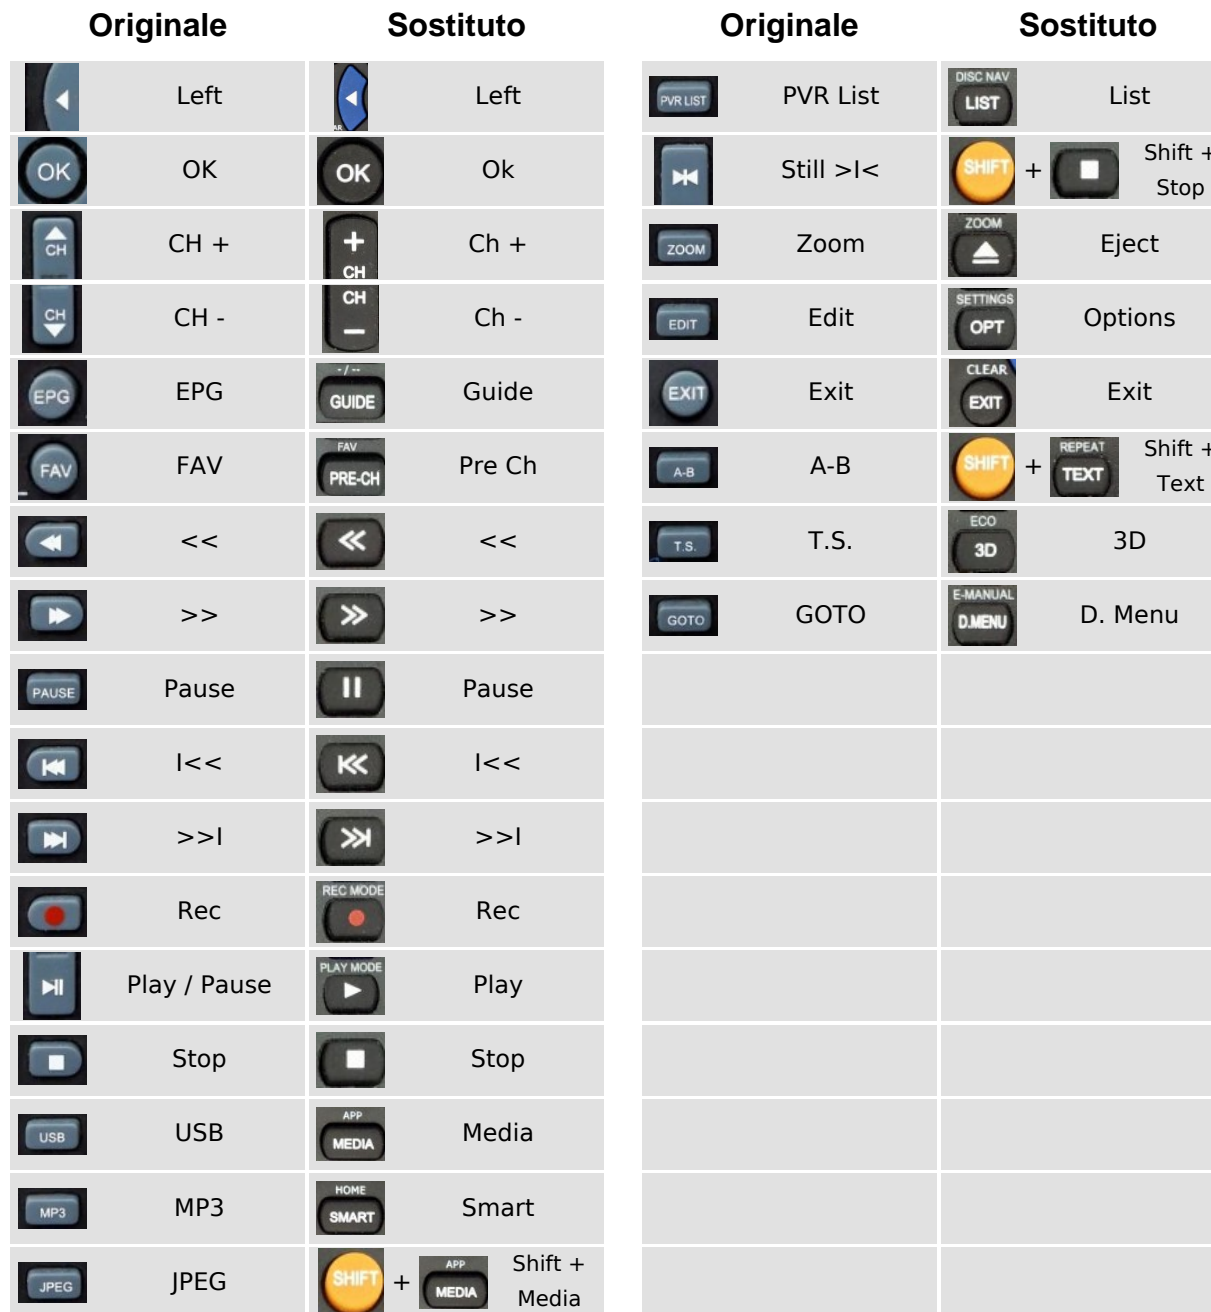 Originale Sostituto Originale Sostituto
Left AR Left PVR LIST PVR List DISC NAV LIST List
OK OK OK Ok Still >I< SHIFT + Shift + Stop
CH CH + + CH Ch + ZOOM Zoom ZOOM Eject
CH CH - CH – Ch - EDIT Edit SETTINGS OPT Options
EPG EPG - / -- GUIDE Guide EXIT Exit CLEAR EXIT Exit
FAV FAV FAV PRE-CH Pre Ch A-B A-B SHIFT + REPEAT TEXT Shift + Text
<< << T.S. T.S. ECO 3D 3D
>> >> GOTO GOTO E-MANUAL D.MENU D. Menu
PAUSE Pause Pause
I<< I<<
>>I >>I
Rec REC MODE Rec
Play / Pause PLAY MODE Play
Stop Stop
USB USB APP MEDIA Media
MP3 MP3 HOME SMART Smart
JPEG JPEG SHIFT + APP MEDIA Shift + Media